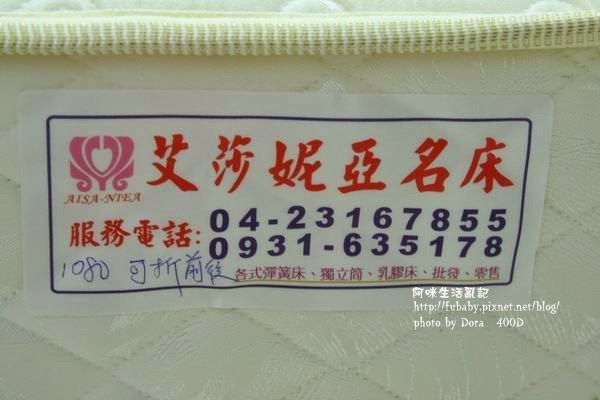 艾莎妮亞名床
AISA-NIEA
服務電話:
04-23167855
0931-635178
1080 可折前後
各式彈簧床、獨立筒、乳膠床、批發、零售
阿咪生活亂記
http://fubaby.pixnet.net/blog/
photo by Dora 400D